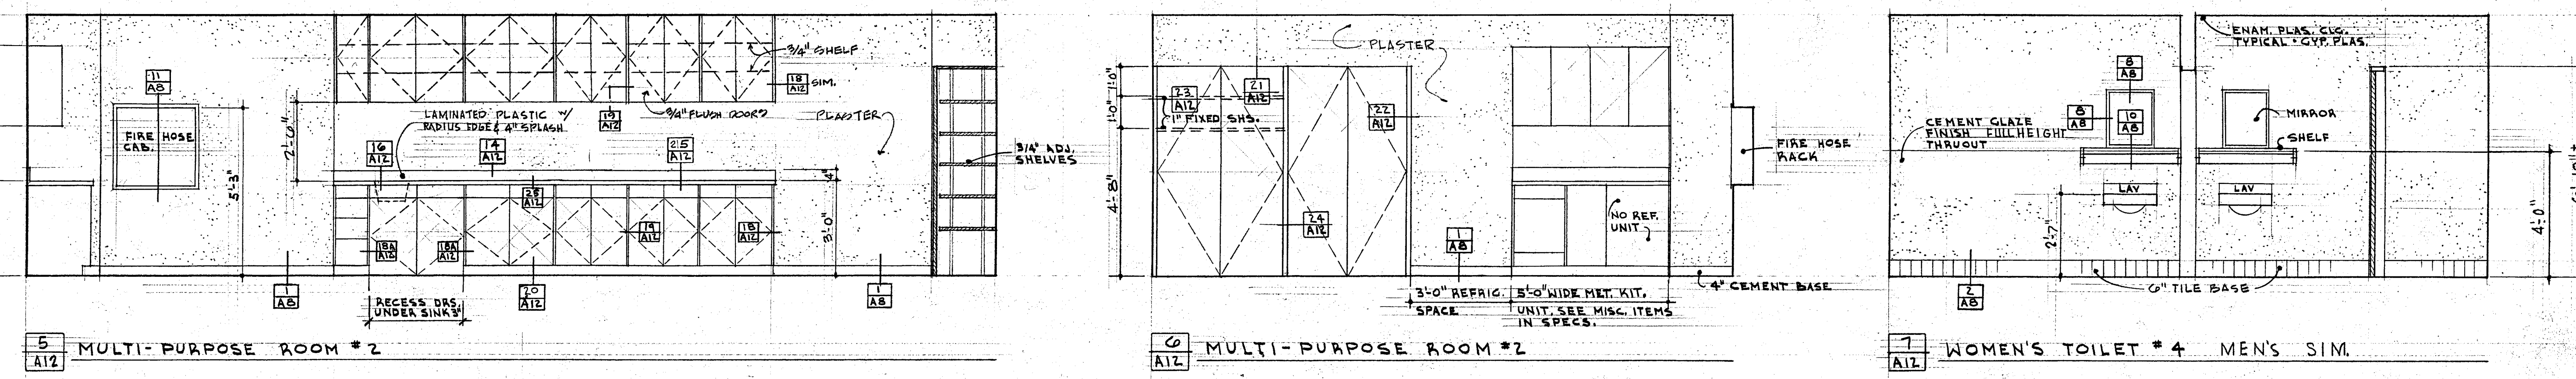 11
A8
FIRE HOSE
CAB.
5'-3"
2'-6"
LAMINATED PLASTIC W/
RADIUS EDGE & 4" SPLASH
16
A12
14
A12
19
A12
3/4" FLUSH DOORS
3/4" SHELF
18
A12
SIM.
PLASTER
25
A12
25
A12
18A
A12
18A
A12
19
A12
18
A12
4"
3'-0"
3/4" ADJ.
SHELVES
1
A8
RECESS DRS.
UNDER SINK 3"
20
A12
1
A8
5
A12
MULTI-PURPOSE ROOM #2
PLASTER
1'-0"
1'-0"
4'-8"
23
A12
21
A12
1" FIXED SHS.
22
A12
24
A12
1
A8
NO REF.
UNIT
FIRE HOSE
RACK
4" CEMENT BASE
3'-0" REFRIG.
SPACE
5'-0" WIDE MET. KIT.
UNIT. SEE MISC. ITEMS
IN SPECS.
6
A12
MULTI-PURPOSE ROOM #2
ENAM. PLAS. CLG.
TYPICAL • GYP. PLAS.
8
A8
8
A8
10
A8
CEMENT GLAZE
FINISH FULL HEIGHT
THRUOUT
MIRROR
SHELF
LAV
LAV
2'-7"
4'-0"
2
A8
6" TILE BASE
7
A12
WOMEN'S TOILET #4 MEN'S SIM.